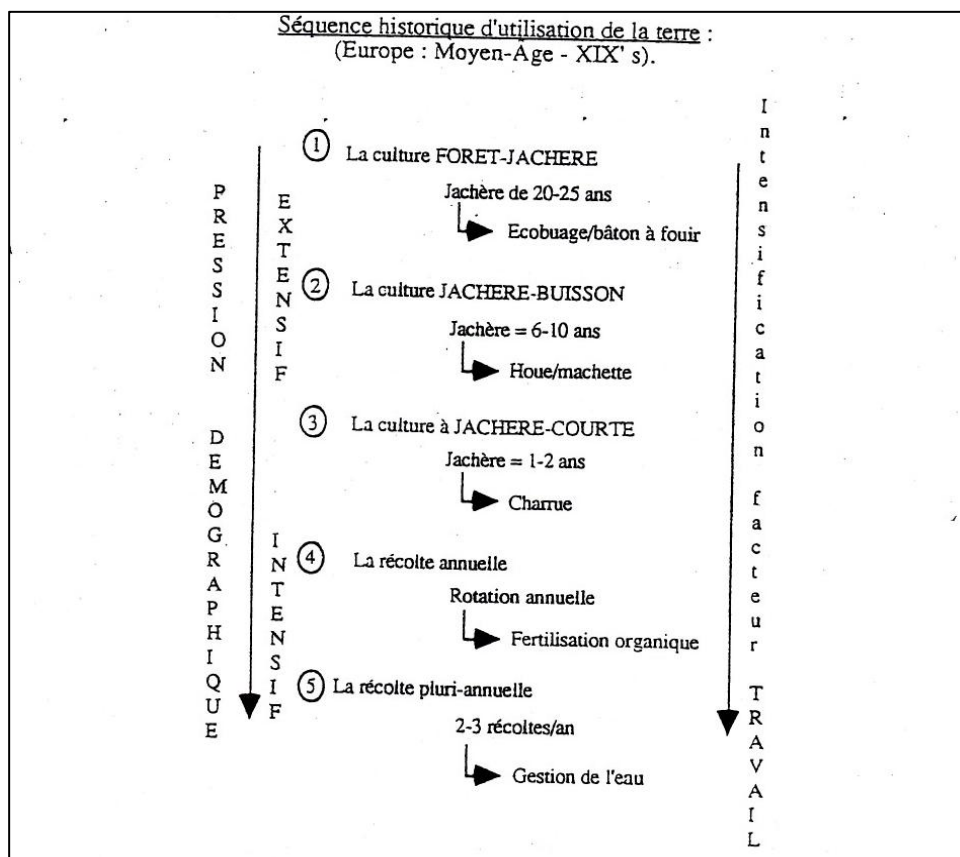 Séquence historique d'utilisation de la terre :
(Europe : Moyen-Âge - XIX' s).
PRESSION DEMOGRAPHIQUE
EXTENSIF
INTENSIF
1 La culture FORET-JACHERE
Jachère de 20-25 ans
Ecobuage/bâton à fouir
2 La culture JACHERE-BUISSON
Jachère = 6-10 ans
Houe/machette
3 La culture à JACHERE-COURTE
Jachère = 1-2 ans
Charrue
4 La récolte annuelle
Rotation annuelle
Fertilisation organique
5 La récolte pluri-annuelle
2-3 récoltes/an
Gestion de l'eau
Intensification facteur TRAVAIL